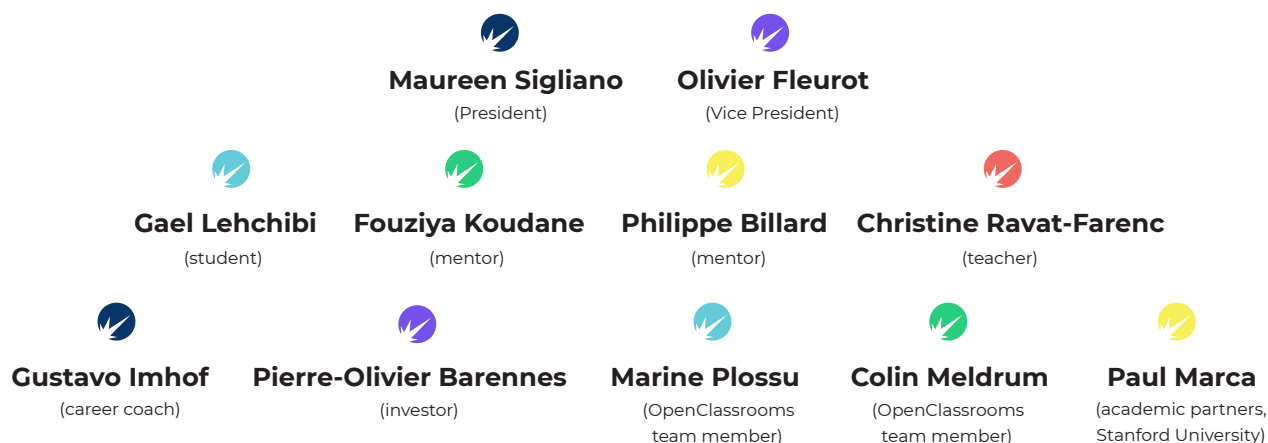 Maureen Sigliano Olivier Fleurot
(President) (Vice President)
Gael Lehchibi Fouziya Koudane Philippe Billard Christine Ravat-Farenc
(student) (mentor) (mentor) (teacher)
Gustavo Imhof Pierre-Olivier Barennes Marine Plossu Colin Meldrum Paul Marca
(career coach) (investor) (OpenClassrooms (OpenClassrooms (academic partners,
team member) team member) Stanford University)